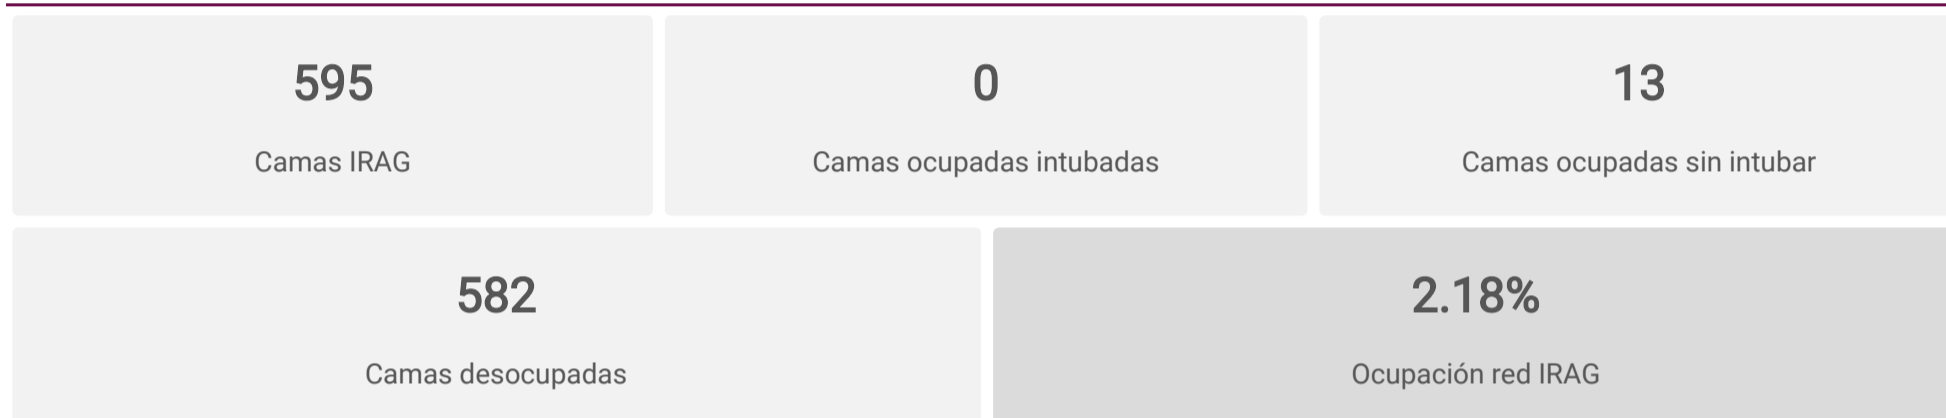 595
Camas IRAG
0
Camas ocupadas intubadas
13
Camas ocupadas sin intubar
582
Camas desocupadas
2.18%
Ocupación red IRAG